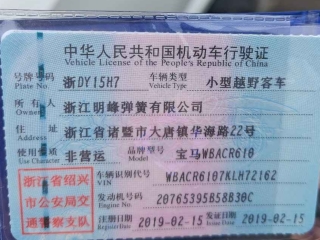 中华人民共和国机动车行驶证
Vehicle License of the People's Republic of China
号牌号码 浙DY15H7 车辆类型 小型越野客车
Plate No. Vehicle Type
所有人 浙江明峰弹簧有限公司
Owner
住址 浙江省诸暨市大唐镇华海路22号
Address
使用性质 非营运 品牌型号 宝马WBACR610
Use Character Model
浙江省绍兴市公安局交通警察支队
车辆识别代号 WBACR6107KLH72162
VIN
发动机号码 20765395B58B30C
Engine No.
注册日期 2019-02-15 发证日期 2019-02-15
Register Date Issue Date